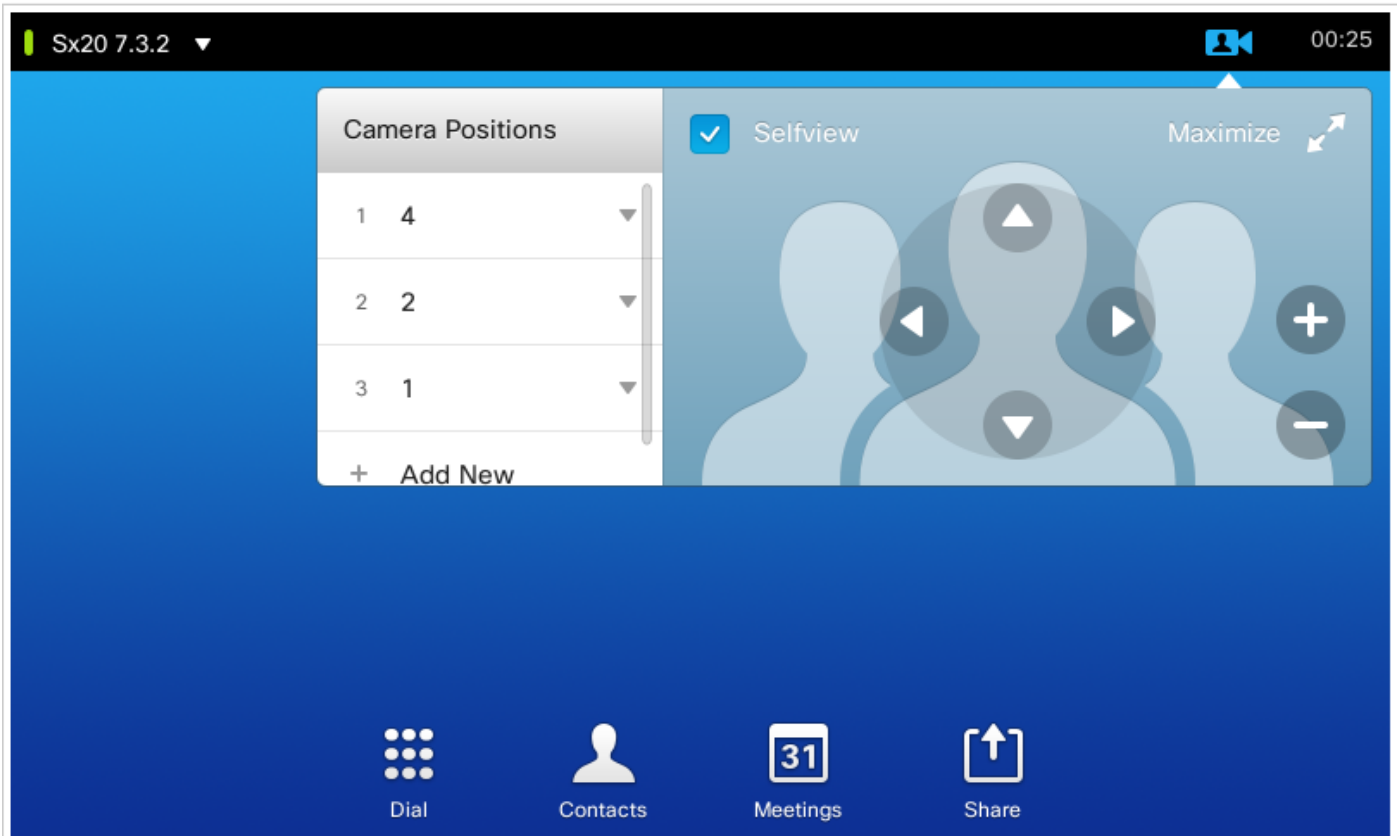 Sx20 7.3.2
00:25
Camera Positions
Selfview
Maximize
1 4
2 2
3 1
+ Add New
31
Dial
Contacts
Meetings
Share